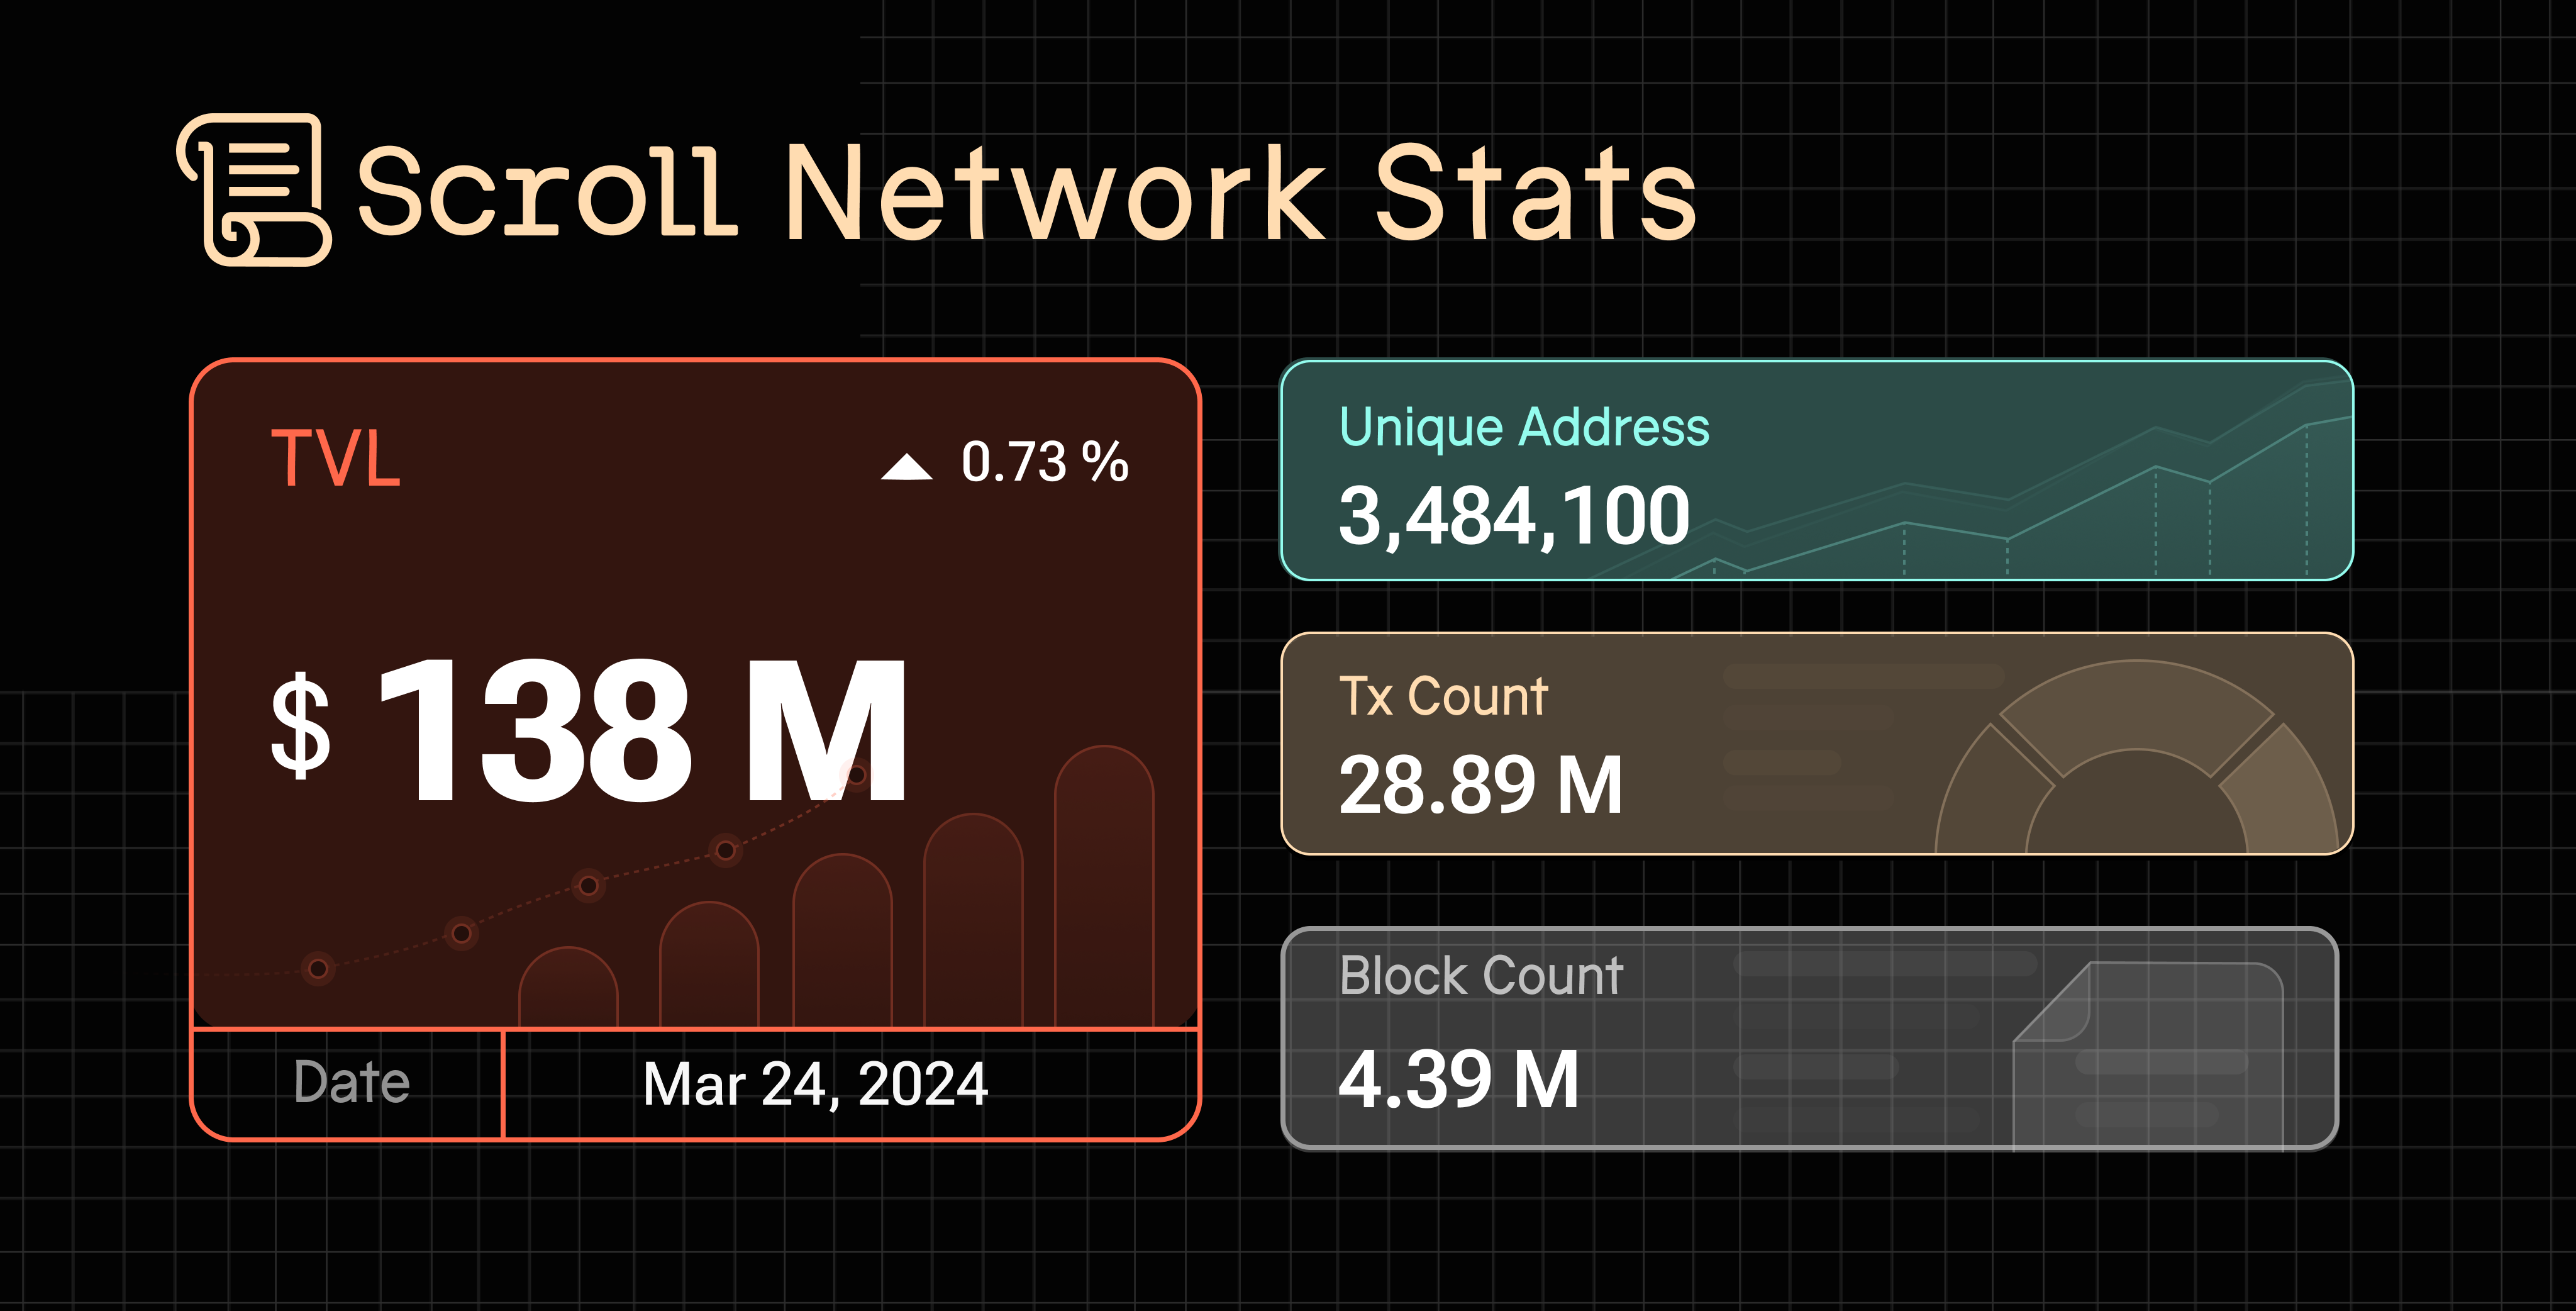 Scroll Network Stats
TVL
0.73 %
$ 138 M
Date
Mar 24, 2024
Unique Address
3,484,100
Tx Count
28.89 M
Block Count
4.39 M